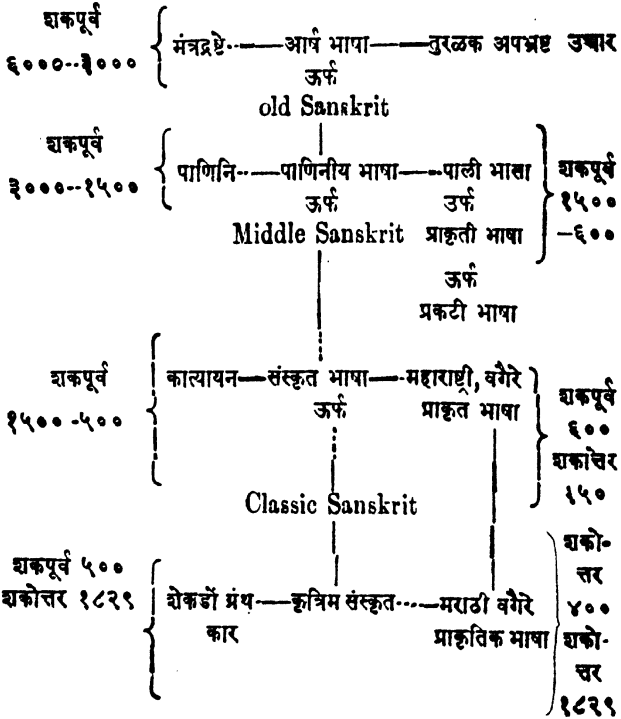 शकपूर्व
६०००--३०००
मंत्रद्रष्टे--—आर्ष भाषा—--तुरळक अपभ्रष्ट उच्चार
ऊर्फ
old Sanskrit
शकपूर्व
३०००--१५००
पाणिनि--—पाणिनीय भाषा—--पाली भासा
ऊर्फ उर्फ
Middle Sanskrit प्राकृती भाषा
ऊर्फ
प्रकटी भाषा
शकपूर्व
१५००
-६००
शकपूर्व
१५००-५००
कात्यायन—संस्कृत भाषा—--महाराष्ट्री, वगैरे
ऊर्फ प्राकृत भाषा
Classic Sanskrit
शकपूर्व
६००
शकोत्तर
५०
शकपूर्व ५००
शकोत्तर १८२९
शेकडों ग्रंथ—कृत्रिम संस्कृत----मराठी वगैरे
कार प्राकृतिक भाषा
शको-
त्तर
४००
शको-
त्तर
१८२९